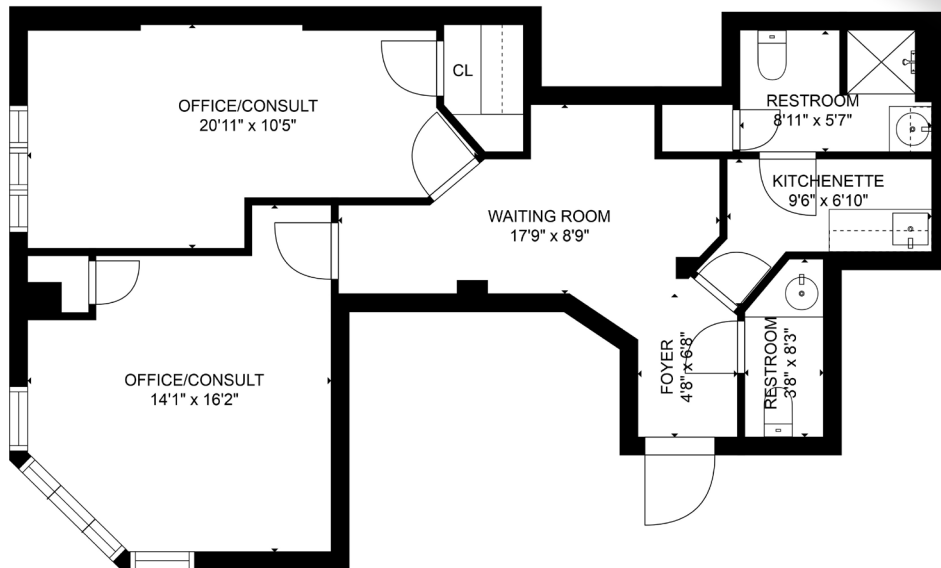 CL
OFFICE/CONSULT
20'11" x 10'5"
RESTROOM
8'11" x 5'7"
KITCHENETTE
9'6" x 6'10"
WAITING ROOM
17'9" x 8'9"
OFFICE/CONSULT
14'1" x 16'2"
FOYER
4'8" x 6'8"
RESTROOM
3'8" x 8'3"